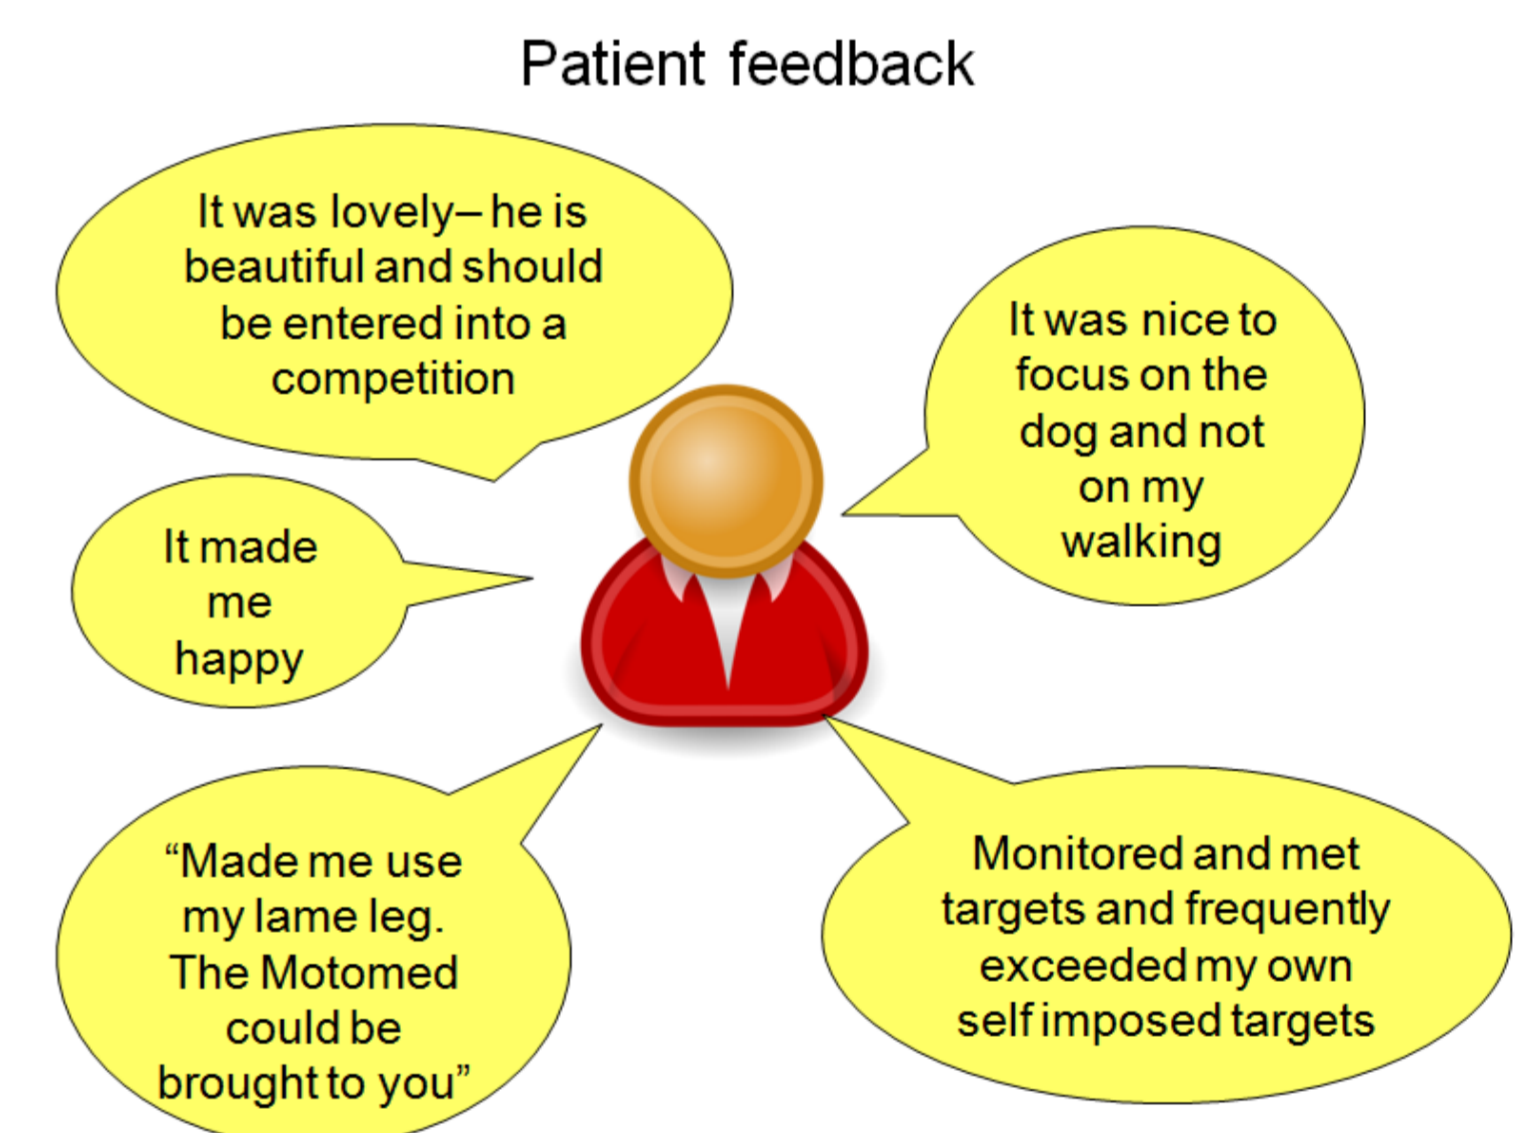 Patient feedback
It was lovely– he is
beautiful and should
be entered into a
competition
It was nice to
focus on the
dog and not
on my
walking
It made
me
happy
“Made me use
my lame leg.
The Motomed
could be
brought to you”
Monitored and met
targets and frequently
exceeded my own
self imposed targets